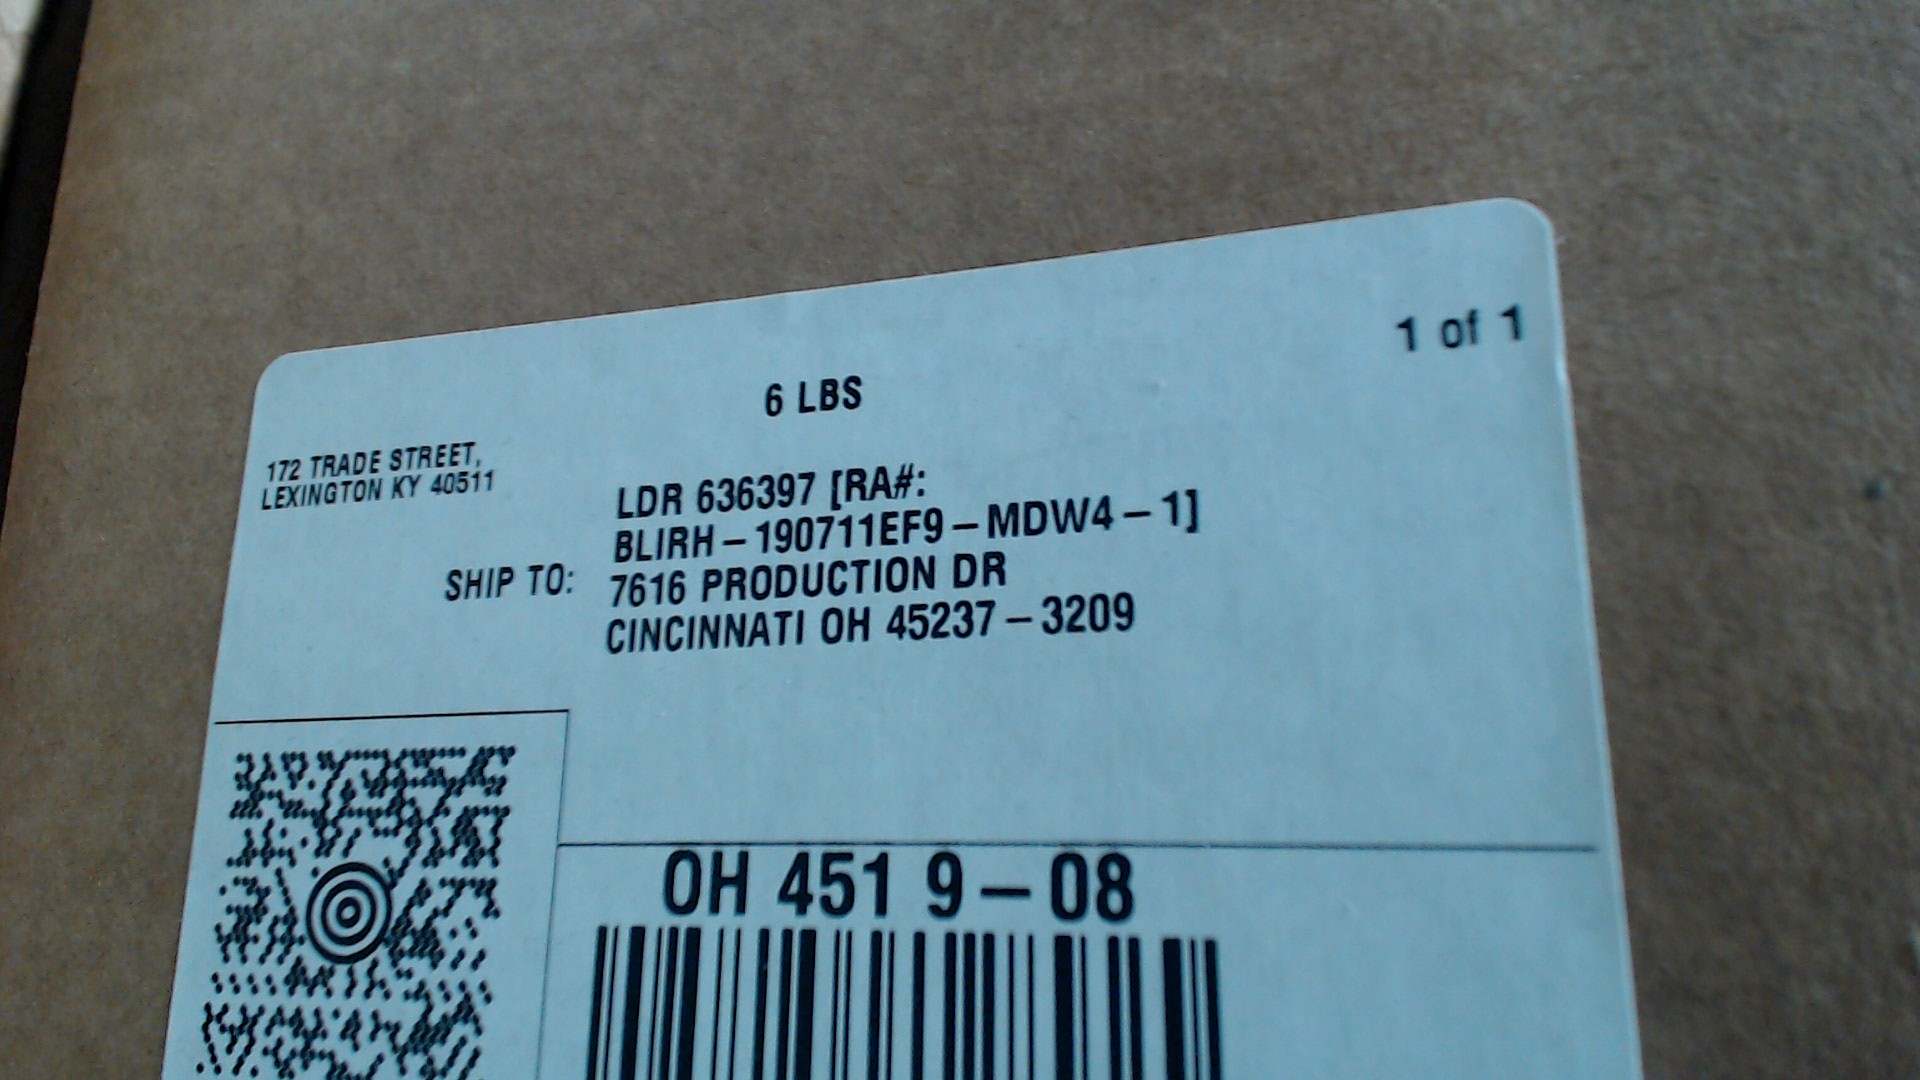 1 of 1
6 LBS
172 TRADE STREET,
LEXINGTON KY 40511
LDR 636397 [RA#:
BLIRH-190711EF9-MDW4-1]
SHIP TO: 7616 PRODUCTION DR
CINCINNATI OH 45237-3209
OH 451 9-08